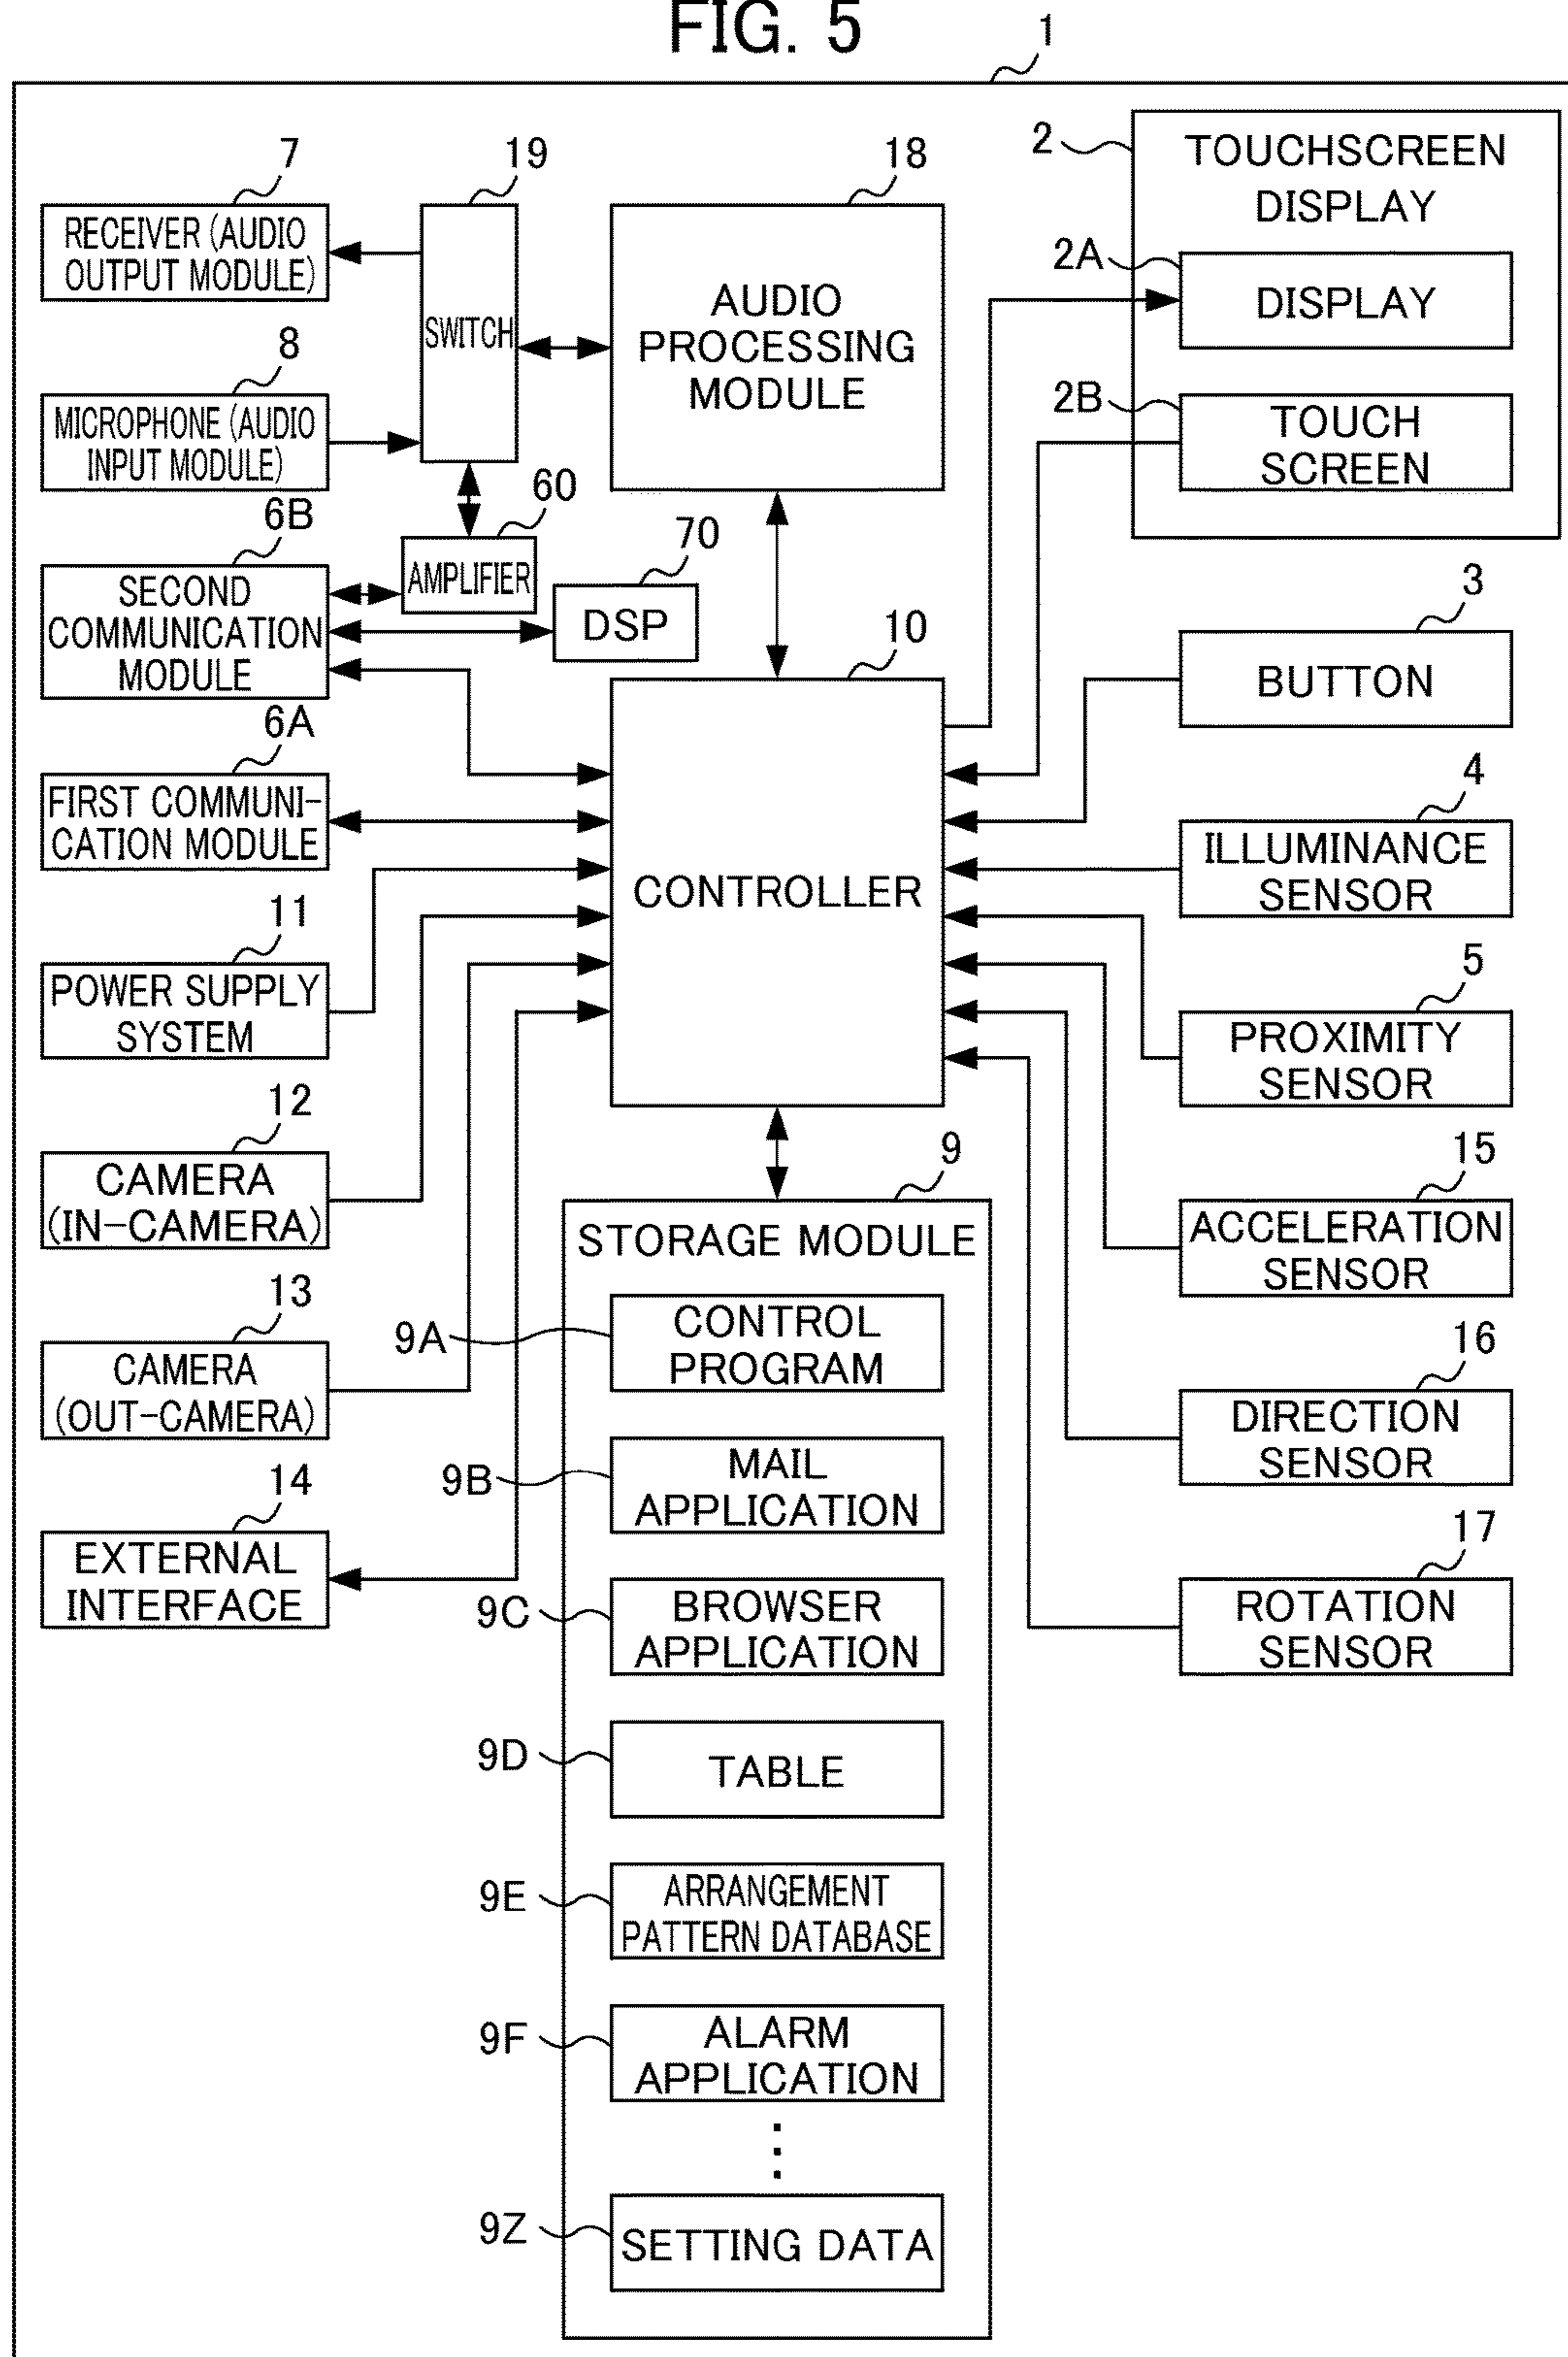 FIG. 5
1
7
RECEIVER (AUDIO
OUTPUT MODULE)
19
SWITCH
18
AUDIO
PROCESSING
MODULE
2
TOUCHSCREEN
DISPLAY
2A
DISPLAY
2B
TOUCH
SCREEN
8
MICROPHONE (AUDIO
INPUT MODULE)
60
AMPLIFIER
6B
SECOND
COMMUNICATION
MODULE
70
DSP
10
CONTROLLER
3
BUTTON
6A
FIRST COMMUNI-
CATION MODULE
4
ILLUMINANCE
SENSOR
11
POWER SUPPLY
SYSTEM
5
PROXIMITY
SENSOR
12
CAMERA
(IN-CAMERA)
15
ACCELERATION
SENSOR
13
CAMERA
(OUT-CAMERA)
16
DIRECTION
SENSOR
14
EXTERNAL
INTERFACE
17
ROTATION
SENSOR
9
STORAGE MODULE
9A
CONTROL
PROGRAM
9B
MAIL
APPLICATION
9C
BROWSER
APPLICATION
9D
TABLE
9E
ARRANGEMENT
PATTERN DATABASE
9F
ALARM
APPLICATION
9Z
SETTING DATA